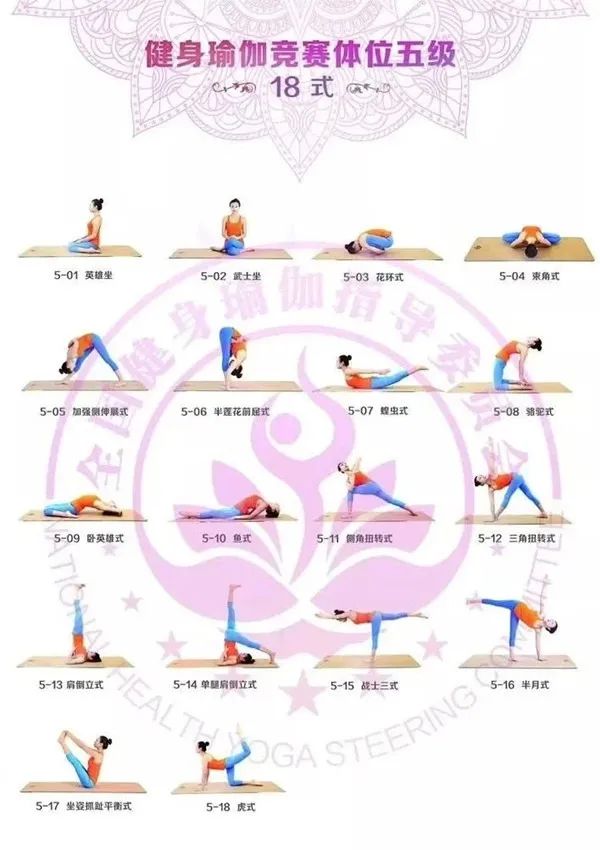 健身瑜伽竞赛体位五级
18 式
5-01 英雄坐
5-02 武士坐
5-03 花环式
5-04 束角式
5-05 加强侧伸展式
5-06 半莲花前屈式
5-07 蝗虫式
5-08 骆驼式
5-09 卧英雄式
5-10 鱼式
5-11 侧角扭转式
5-12 三角扭转式
5-13 肩倒立式
5-14 单腿肩倒立式
5-15 战士三式
5-16 半月式
5-17 坐姿抓趾平衡式
5-18 虎式
全国健身瑜伽指导委员会
NATIONAL HEALTH YOGA STEERING COMMITTEE